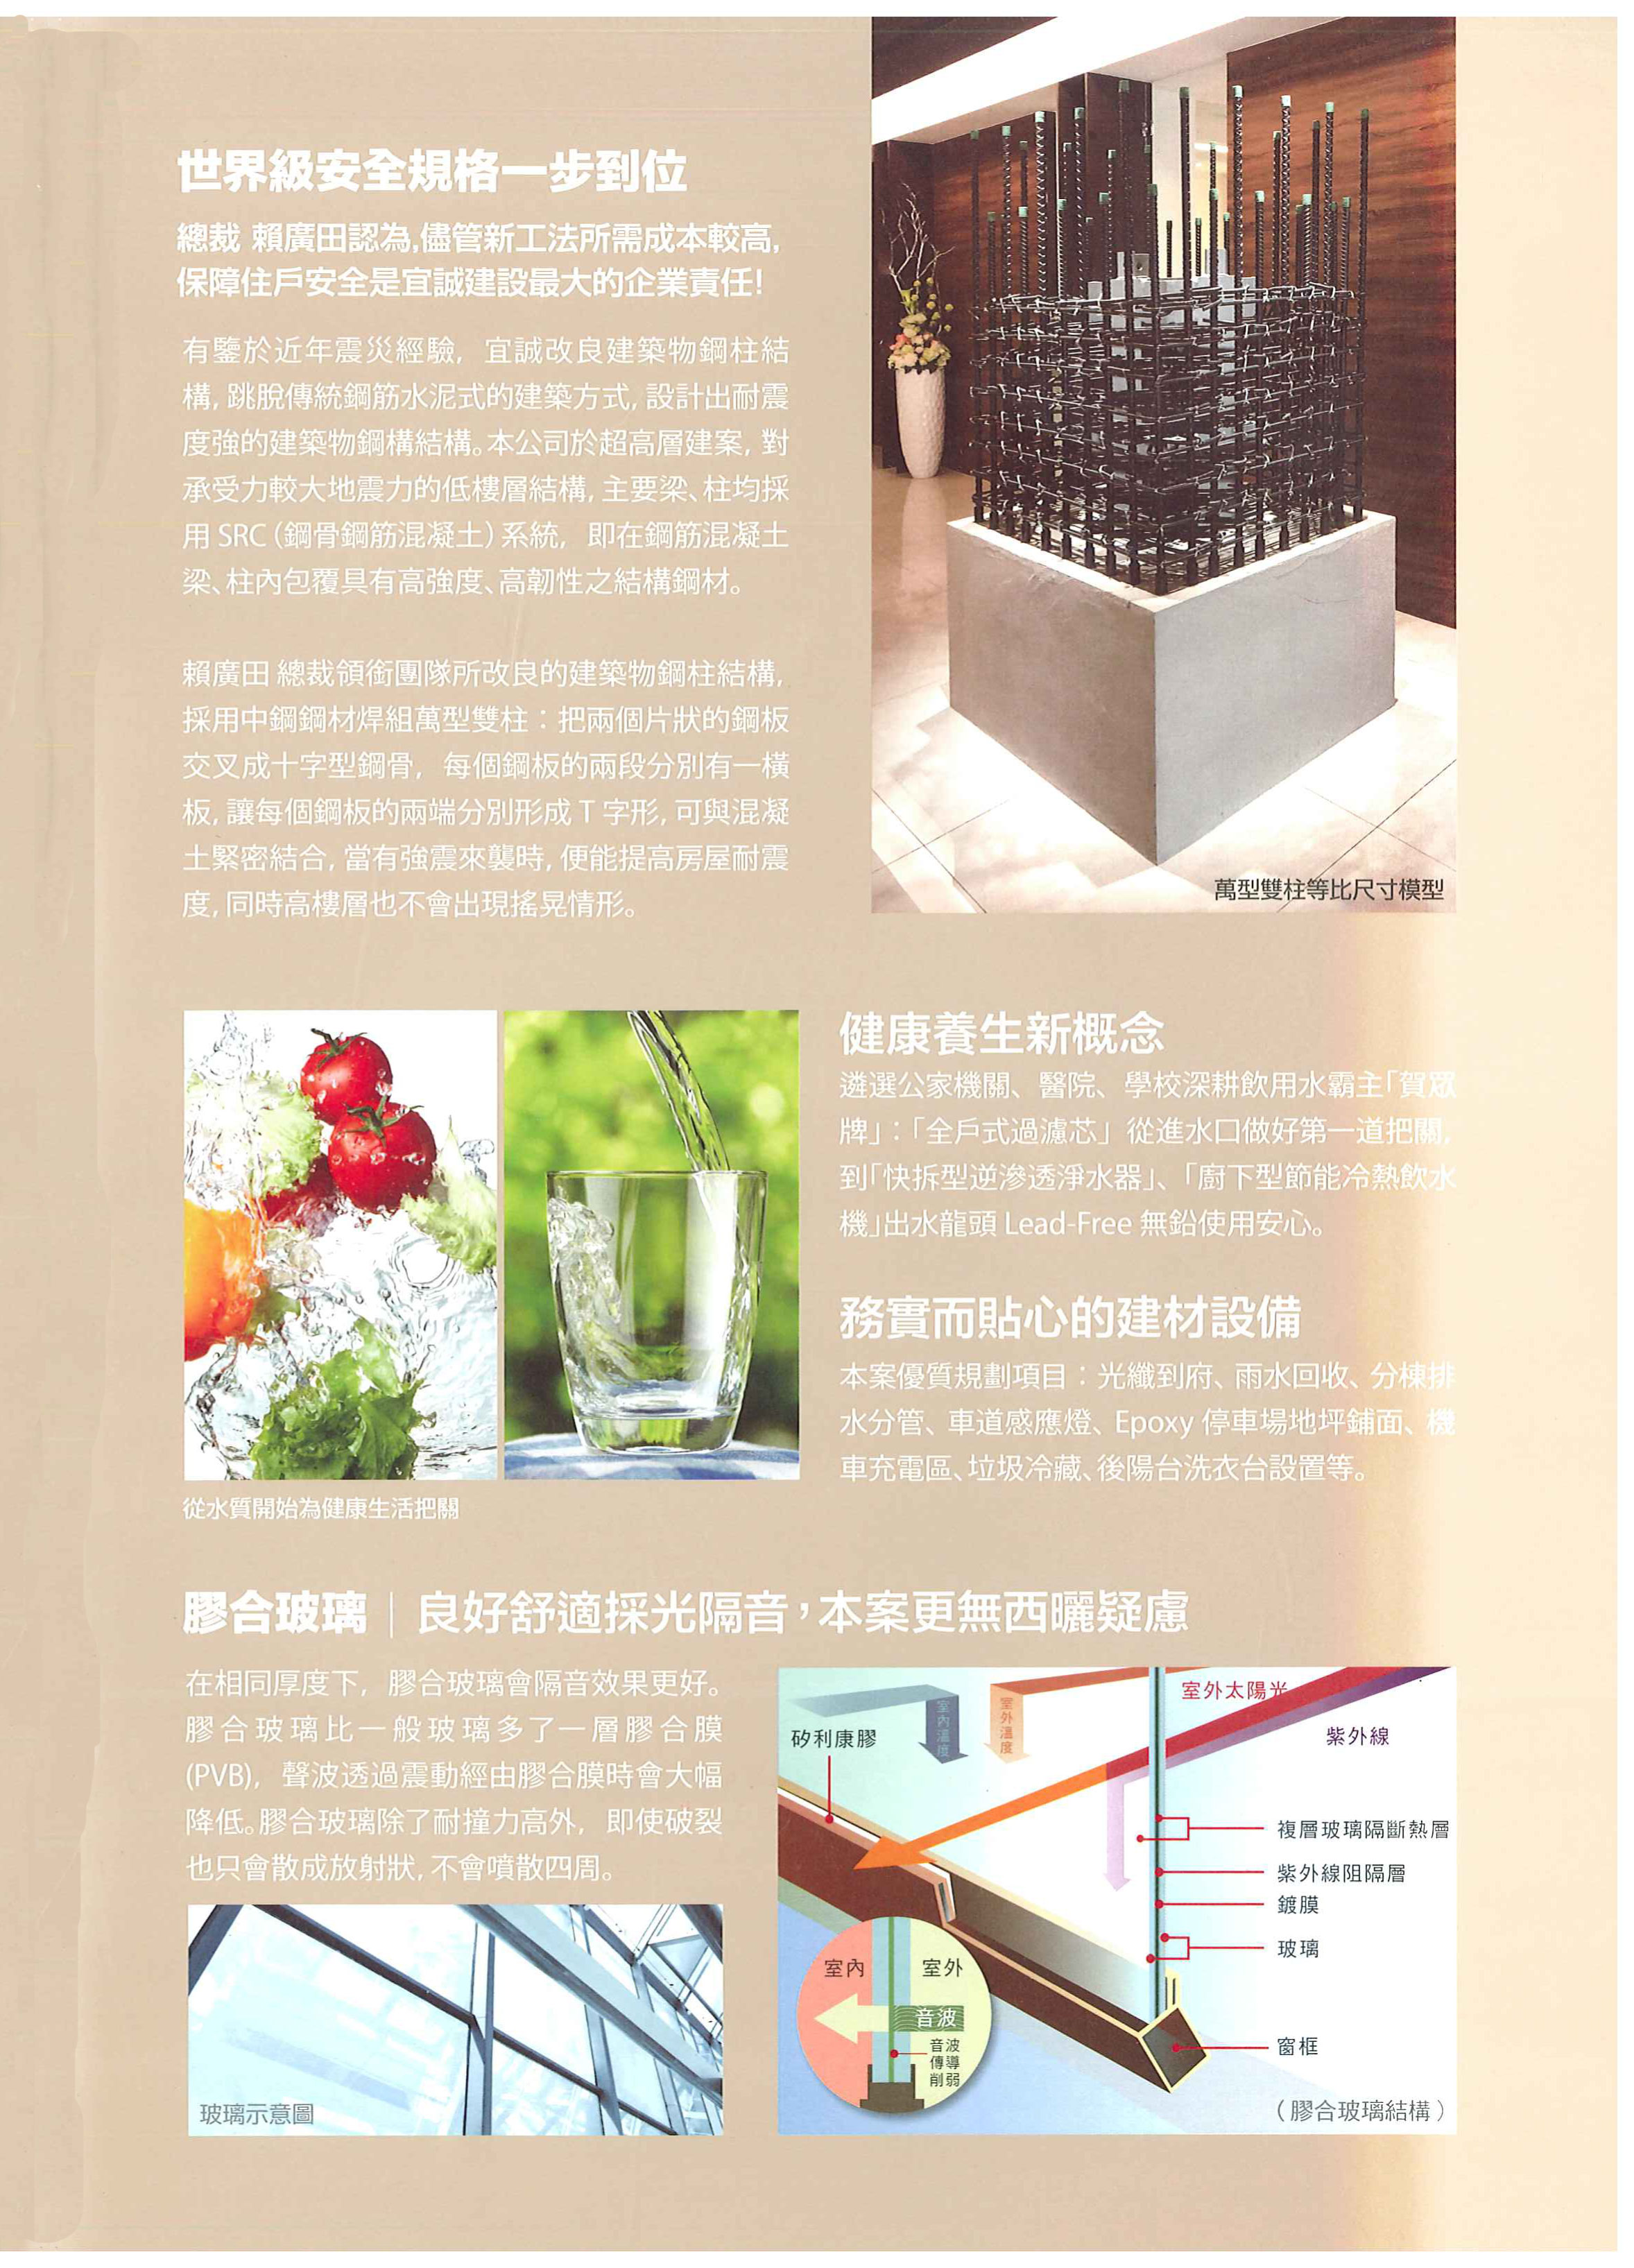 世界級安全規格一步到位
總裁 賴廣田認為,儘管新工法所需成本較高,
保障住戶安全是宜誠建設最大的企業責任!
有鑒於近年震災經驗, 宜誠改良建築物鋼柱結
構, 跳脫傳統鋼筋水泥式的建築方式, 設計出耐震
度強的建築物鋼構結構。本公司於超高層建案, 對
承受力較大地震力的低樓層結構, 主要梁、柱均採
用 SRC (鋼骨鋼筋混凝土) 系統, 即在鋼筋混凝土
梁、柱內包覆具有高強度、高韌性之結構鋼材。
賴廣田 總裁領銜團隊所改良的建築物鋼柱結構,
採用中鋼鋼材焊組萬型雙柱：把兩個片狀的鋼板
交叉成十字型鋼骨, 每個鋼板的兩段分別有一橫
板, 讓每個鋼板的兩端分別形成 T 字形, 可與混凝
土緊密結合, 當有強震來襲時, 便能提高房屋耐震
度, 同時高樓層也不會出現搖晃情形。
萬型雙柱等比尺寸模型
健康養生新概念
遴選公家機關、醫院、學校深耕飲用水霸主「賀眾
牌」：「全戶式過濾芯」從進水口做好第一道把關,
到「快拆型逆滲透淨水器」、「廚下型節能冷熱飲水
機」出水龍頭 Lead-Free 無鉛使用安心。
務實而貼心的建材設備
本案優質規劃項目：光纖到府、雨水回收、分棟排
水分管、車道感應燈、Epoxy 停車場地坪鋪面、機
車充電區、垃圾冷藏、後陽台洗衣台設置等。
從水質開始為健康生活把關
膠合玻璃｜良好舒適採光隔音，本案更無西曬疑慮
在相同厚度下, 膠合玻璃會隔音效果更好。
膠合玻璃比一般玻璃多了一層膠合膜
(PVB), 聲波透過震動經由膠合膜時會大幅
降低。膠合玻璃除了耐撞力高外, 即使破裂
也只會散成放射狀, 不會噴散四周。
玻璃示意圖
室內溫度
室外溫度
室外太陽光
紫外線
矽利康膠
複層玻璃隔斷熱層
紫外線阻隔層
鍍膜
玻璃
窗框
室內
室外
音波
音波
傳導
削弱
（膠合玻璃結構）